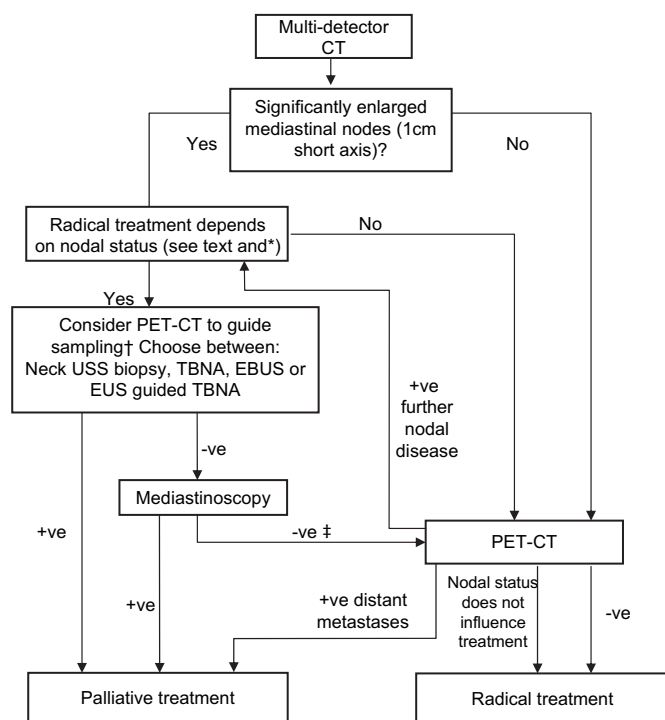 Multi-detector
CT
Significantly enlarged
mediastinal nodes (1cm
short axis)?
Yes
No
Radical treatment depends
on nodal status (see text and*)
No
Yes
Consider PET-CT to guide
sampling† Choose between:
Neck USS biopsy, TBNA, EBUS or
EUS guided TBNA
+ve
further
nodal
disease
-ve
Mediastinoscopy
+ve
-ve ‡
PET-CT
+ve
+ve distant
metastases
Nodal status
does not
influence
treatment
-ve
Palliative treatment
Radical treatment